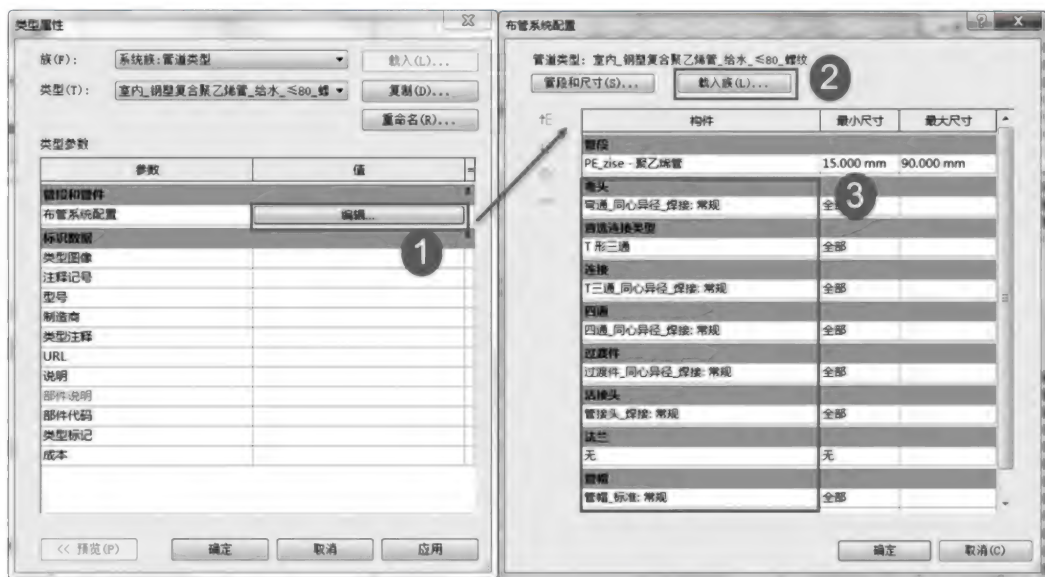 类型属性
族(F):
系统族:管道类型
载入(L)...
类型(T):
室内_钢塑复合聚乙烯管_给水_≤80_螺
复制(D)...
重命名(R)...
类型参数
参数 值 =
管段和管件
布管系统配置 编辑...
1
标识数据
类型图像
注释记号
型号
制造商
类型注释
URL
说明
部件说明
部件代码
类型标记
成本
<< 预览(P) 确定 取消 应用
布管系统配置
管道类型: 室内_钢塑复合聚乙烯管_给水_≤80_螺纹
管段和尺寸(S)... 载入族(L)...
2
构件 最小尺寸 最大尺寸
管段
PE_zise - 聚乙烯管 15.000 mm 90.000 mm
弯头
3
弯通_同心异径_焊接: 常规
首选连接类型
T 形三通 全部
连接
T三通_同心异径_焊接: 常规 全部
四通
四通_同心异径_焊接: 常规 全部
过渡件
过渡件_同心异径_焊接: 常规 全部
活接头
管接头_焊接: 常规 全部
法兰
无 无
管帽
管帽_标准: 常规 全部
确定 取消(C)